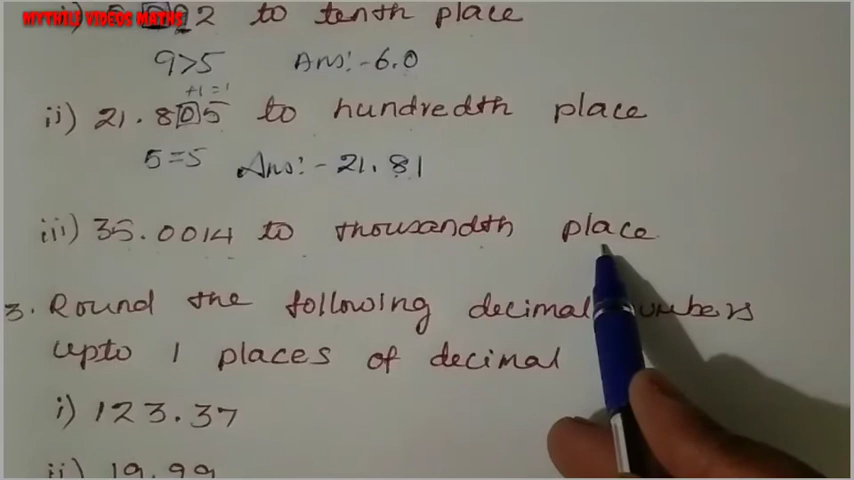 MYTHILI VIDEOS MATHS
i) 2 to tenth place
9>5 Ans:- 6.0
+1=1
ii) 21.805 to hundredth place
5=5 Ans:- 21.81
iii) 35.0014 to thousandth place
3. Round the following decimal numbers
upto 1 places of decimal
i) 123.37
ii) 19.99